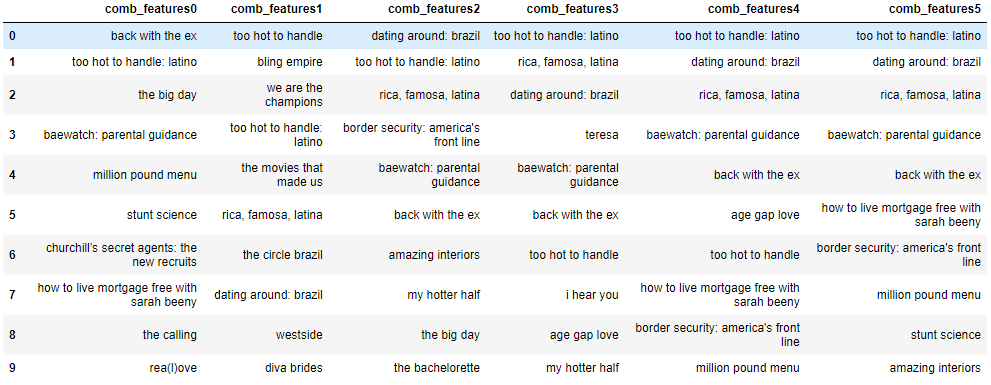 comb_features0 comb_features1 comb_features2 comb_features3 comb_features4 comb_features5
0 back with the ex too hot to handle dating around: brazil too hot to handle: latino too hot to handle: latino too hot to handle: latino
1 too hot to handle: latino bling empire too hot to handle: latino rica, famosa, latina dating around: brazil dating around: brazil
2 the big day we are the champions rica, famosa, latina dating around: brazil rica, famosa, latina rica, famosa, latina
3 baewatch: parental guidance too hot to handle: latino border security: america's front line teresa baewatch: parental guidance baewatch: parental guidance
4 million pound menu the movies that made us baewatch: parental guidance baewatch: parental guidance back with the ex back with the ex
5 stunt science rica, famosa, latina back with the ex back with the ex age gap love how to live mortgage free with sarah beeny
6 churchill's secret agents: the new recruits the circle brazil amazing interiors too hot to handle too hot to handle border security: america's front line
7 how to live mortgage free with sarah beeny dating around: brazil my hotter half i hear you how to live mortgage free with sarah beeny million pound menu
8 the calling westside the big day age gap love border security: america's front line stunt science
9 rea(l)ove diva brides the bachelorette my hotter half million pound menu amazing interiors